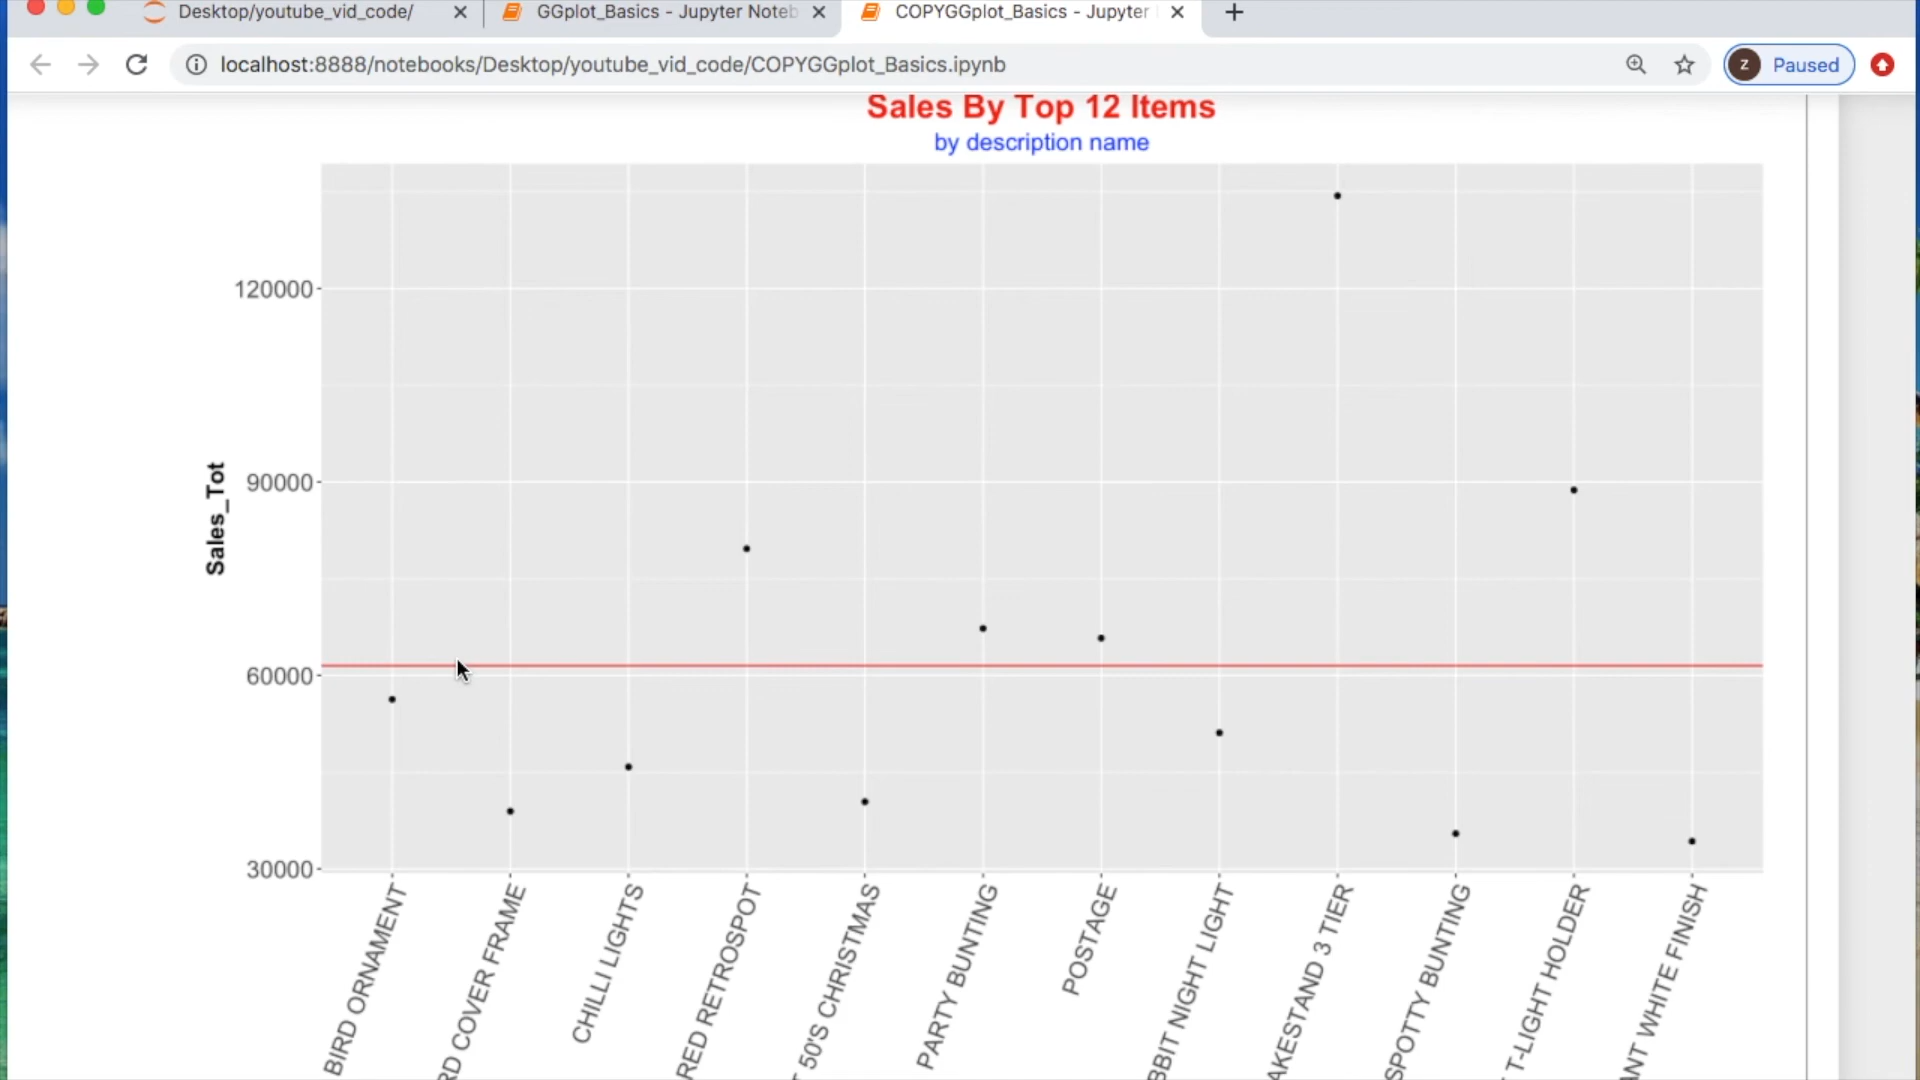 Desktop/youtube_vid_code/
GGplot_Basics - Jupyter Noteb
COPYGGplot_Basics - Jupyter
localhost:8888/notebooks/Desktop/youtube_vid_code/COPYGGplot_Basics.ipynb
Z
Paused
Sales By Top 12 Items
by description name
120000
90000
60000
30000
Sales_Tot
BIRD ORNAMENT
RD COVER FRAME
CHILLI LIGHTS
RED RETROSPOT
T 50'S CHRISTMAS
PARTY BUNTING
POSTAGE
BBIT NIGHT LIGHT
AKESTAND 3 TIER
SPOTTY BUNTING
T-LIGHT HOLDER
ANT WHITE FINISH